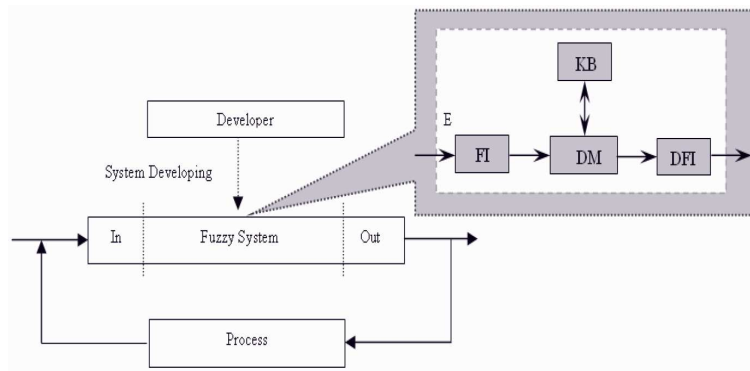 KB
E
FI
DM
DFI
Developer
System Developing
In
Fuzzy System
Out
Process